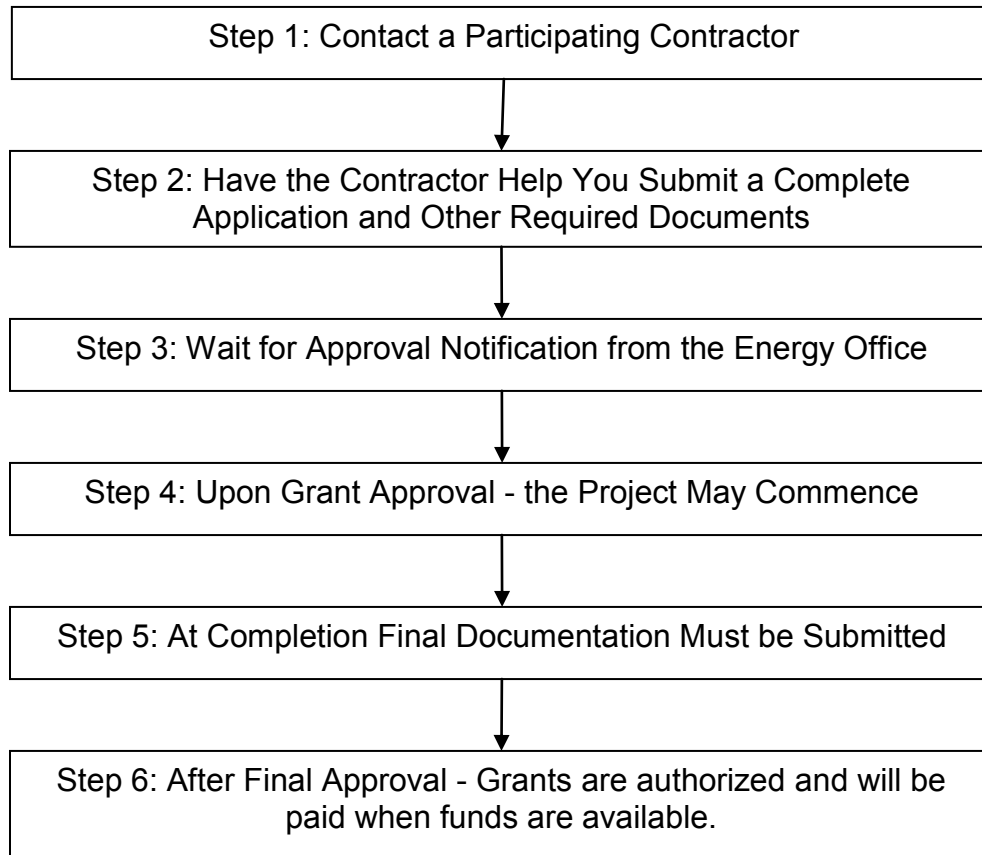 Step 1: Contact a Participating Contractor
Step 2: Have the Contractor Help You Submit a Complete
Application and Other Required Documents
Step 3: Wait for Approval Notification from the Energy Office
Step 4: Upon Grant Approval - the Project May Commence
Step 5: At Completion Final Documentation Must be Submitted
Step 6: After Final Approval - Grants are authorized and will be
paid when funds are available.